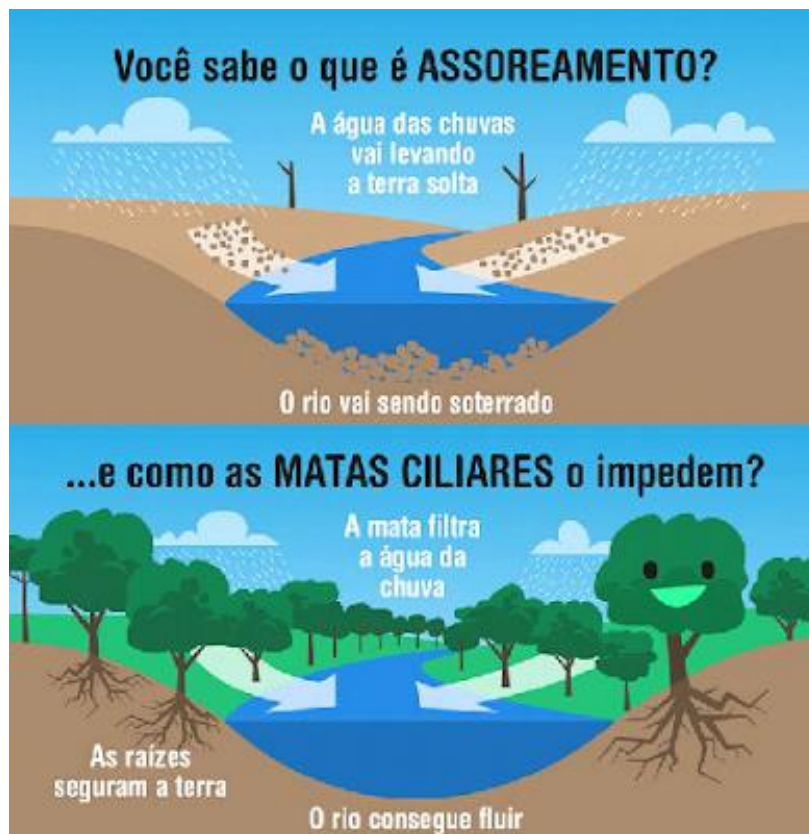 Você sabe o que é ASSOREAMENTO?
A água das chuvas
vai levando
a terra solta
O rio vai sendo soterrado
...e como as MATAS CILIARES o impedem?
A mata filtra
a água da
chuva
As raízes
seguram a terra
O rio consegue fluir